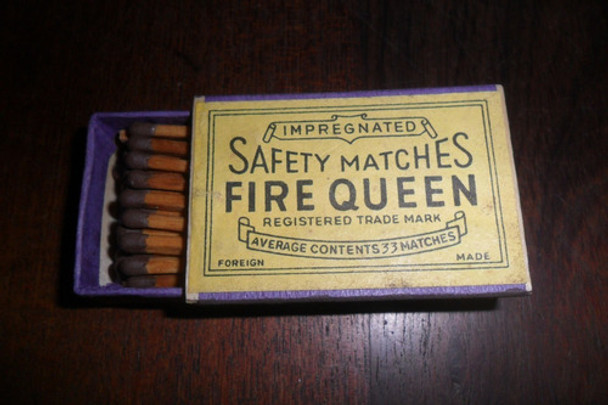 IMPREGNATED
SAFETY MATCHES
FIRE QUEEN
REGISTERED TRADE MARK
AVERAGE CONTENTS 33 MATCHES
FOREIGN MADE